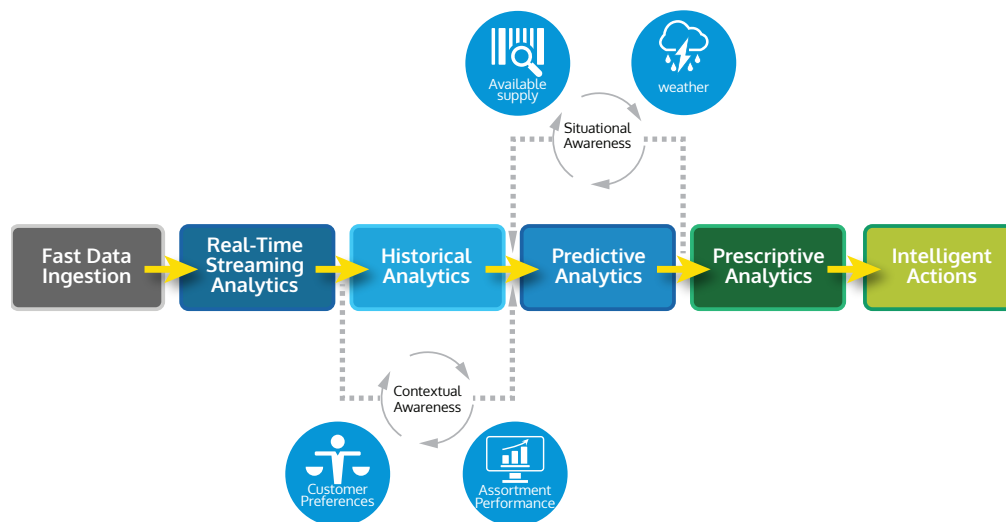 Available
supply
weather
Situational
Awareness
Fast Data
Ingestion
Real-Time
Streaming
Analytics
Historical
Analytics
Predictive
Analytics
Prescriptive
Analytics
Intelligent
Actions
Contextual
Awareness
Customer
Preferences
Assortment
Performance